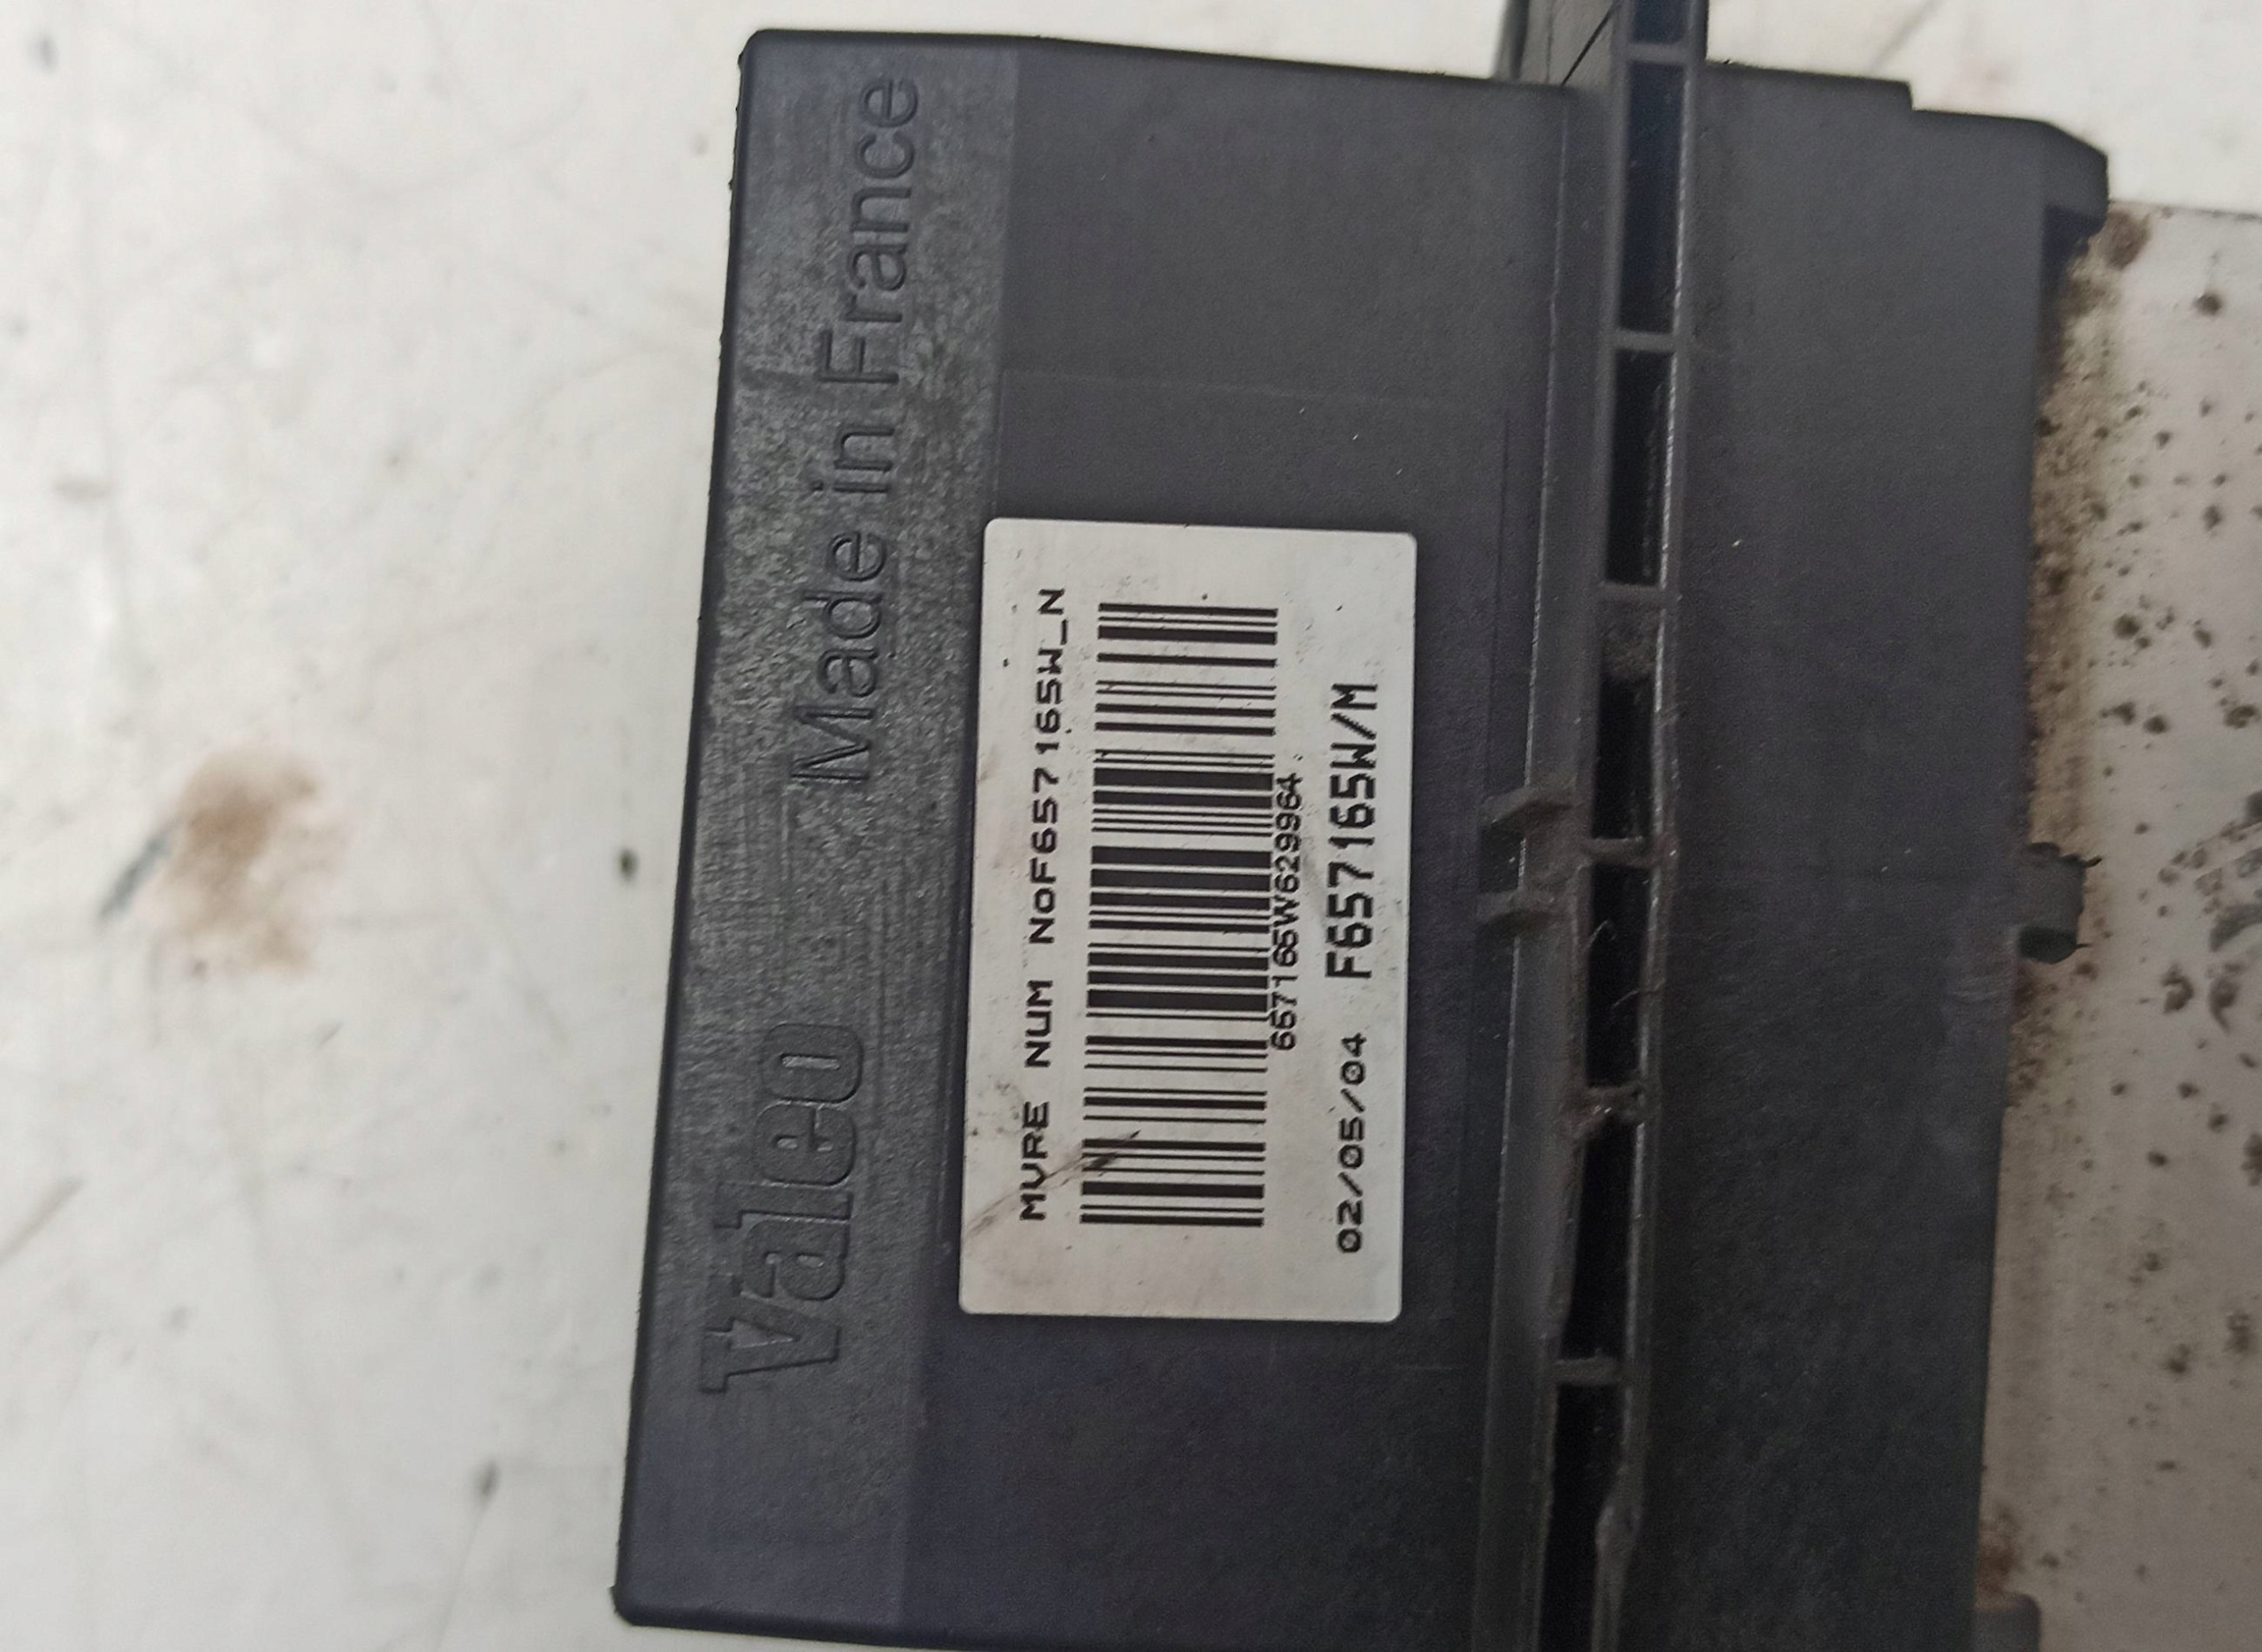 Valeo Made in France
MVRE NUM NoF657165W_N
657165W629964
02/05/04 F657165W/M